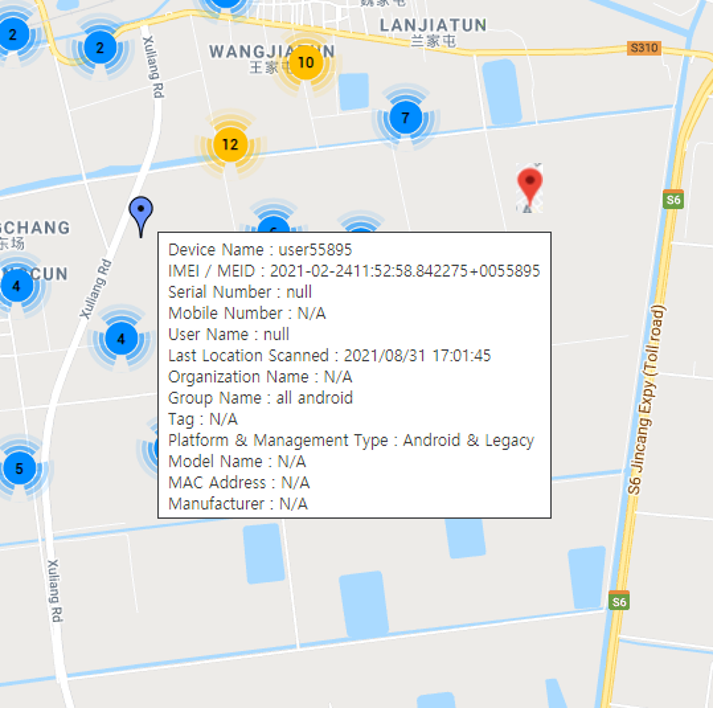 魏家屯
LANJIATUN
兰家屯
2
2
Xuliang Rd
WANGJIATUN
王家屯
10
S310
7
12
S6
GCHANG
东场
CUN
4
Xuliang Rd
4
5
Device Name : user55895
IMEI / MEID : 2021-02-2411:52:58.842275+0055895
Serial Number : null
Mobile Number : N/A
User Name : null
Last Location Scanned : 2021/08/31 17:01:45
Organization Name : N/A
Group Name : all android
Tag : N/A
Platform & Management Type : Android & Legacy
Model Name : N/A
MAC Address : N/A
Manufacturer : N/A
S6 Jincang Expy (Toll road)
Xuliang Rd
S6